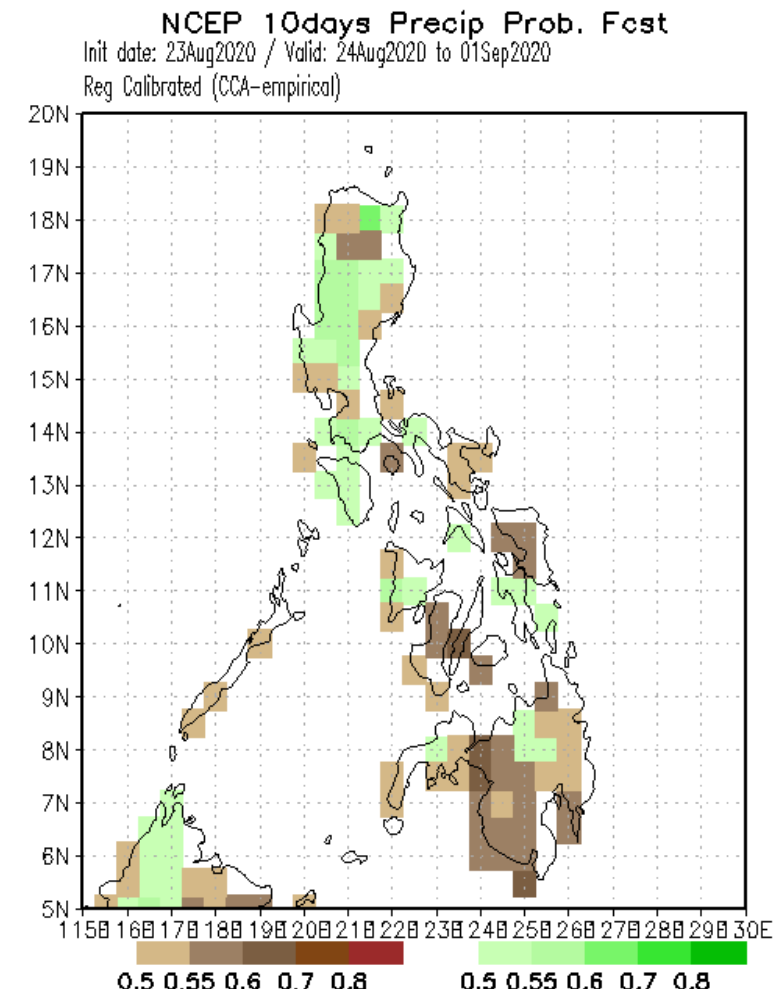 NCEP 10days Precip Prob. Fcst
Init date: 23Aug2020 / Valid: 24Aug2020 to 01Sep2020
Reg Calibrated (CCA-empirical)
20N
19N
18N
17N
16N
15N
14N
13N
12N
11N
10N
9N
8N
7N
6N
5N
115E 116E 117E 118E 119E 120E 121E 122E 123E 124E 125E 126E 127E 128E 129E 130E
0.5 0.55 0.6 0.7 0.8 0.5 0.55 0.6 0.7 0.8